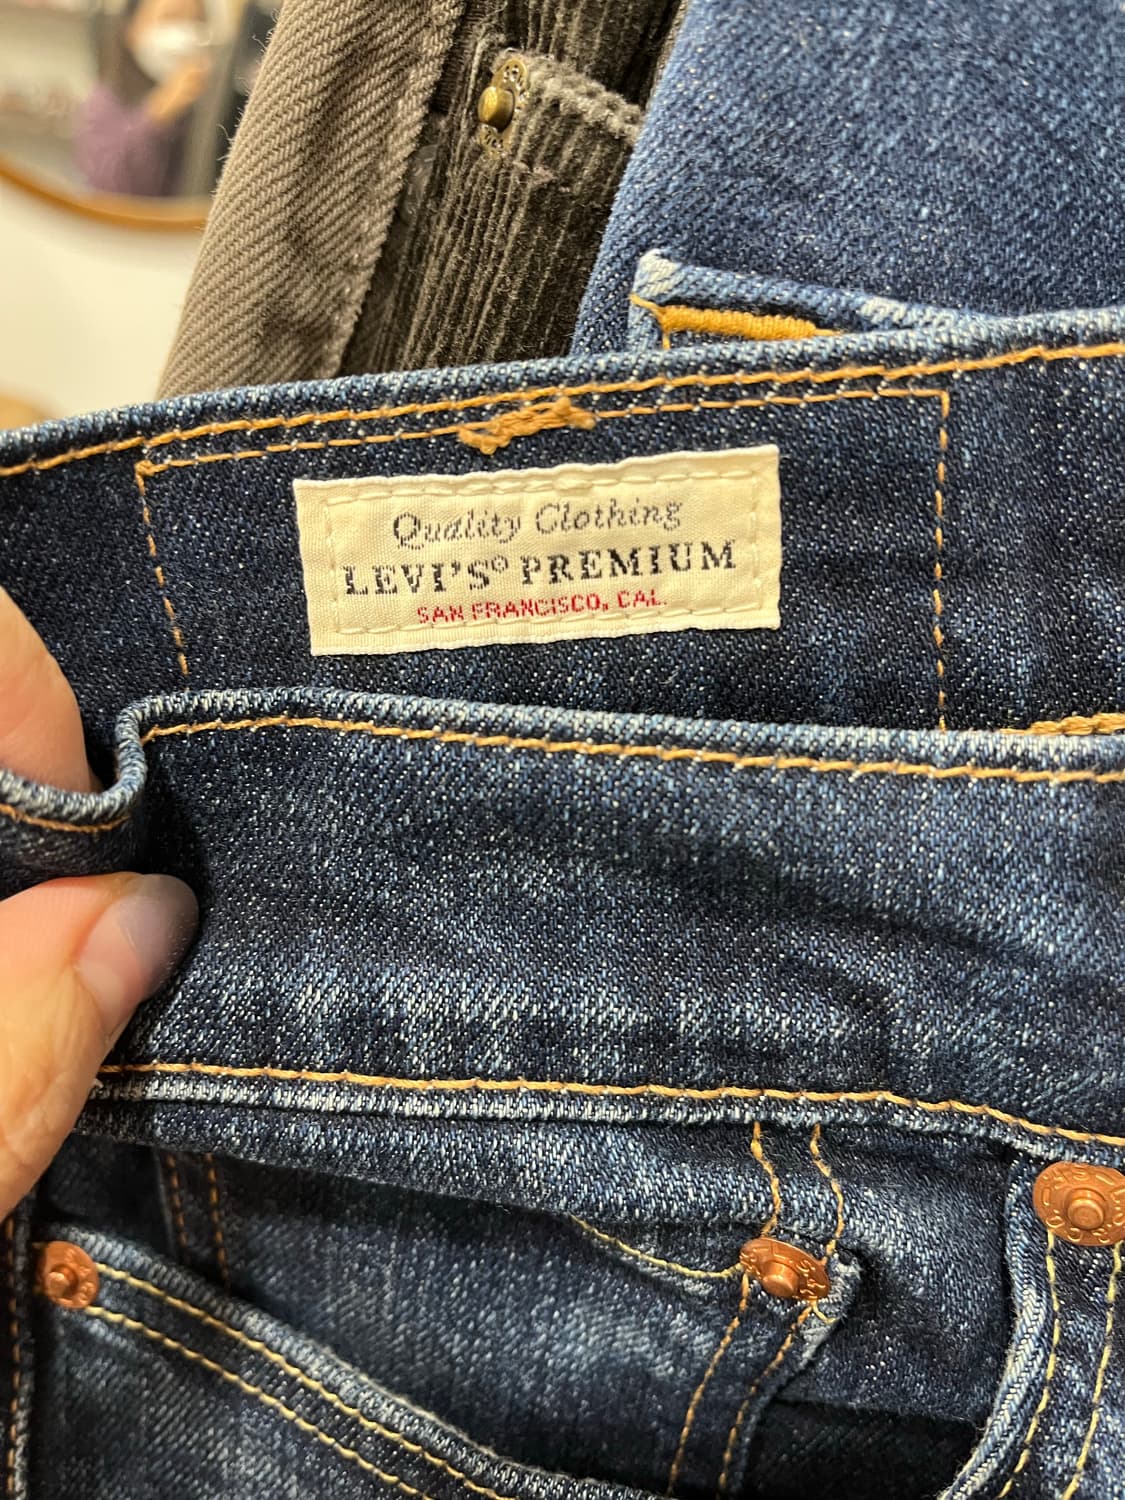 Quality Clothing
LEVI'S® PREMIUM
SAN FRANCISCO, CAL.